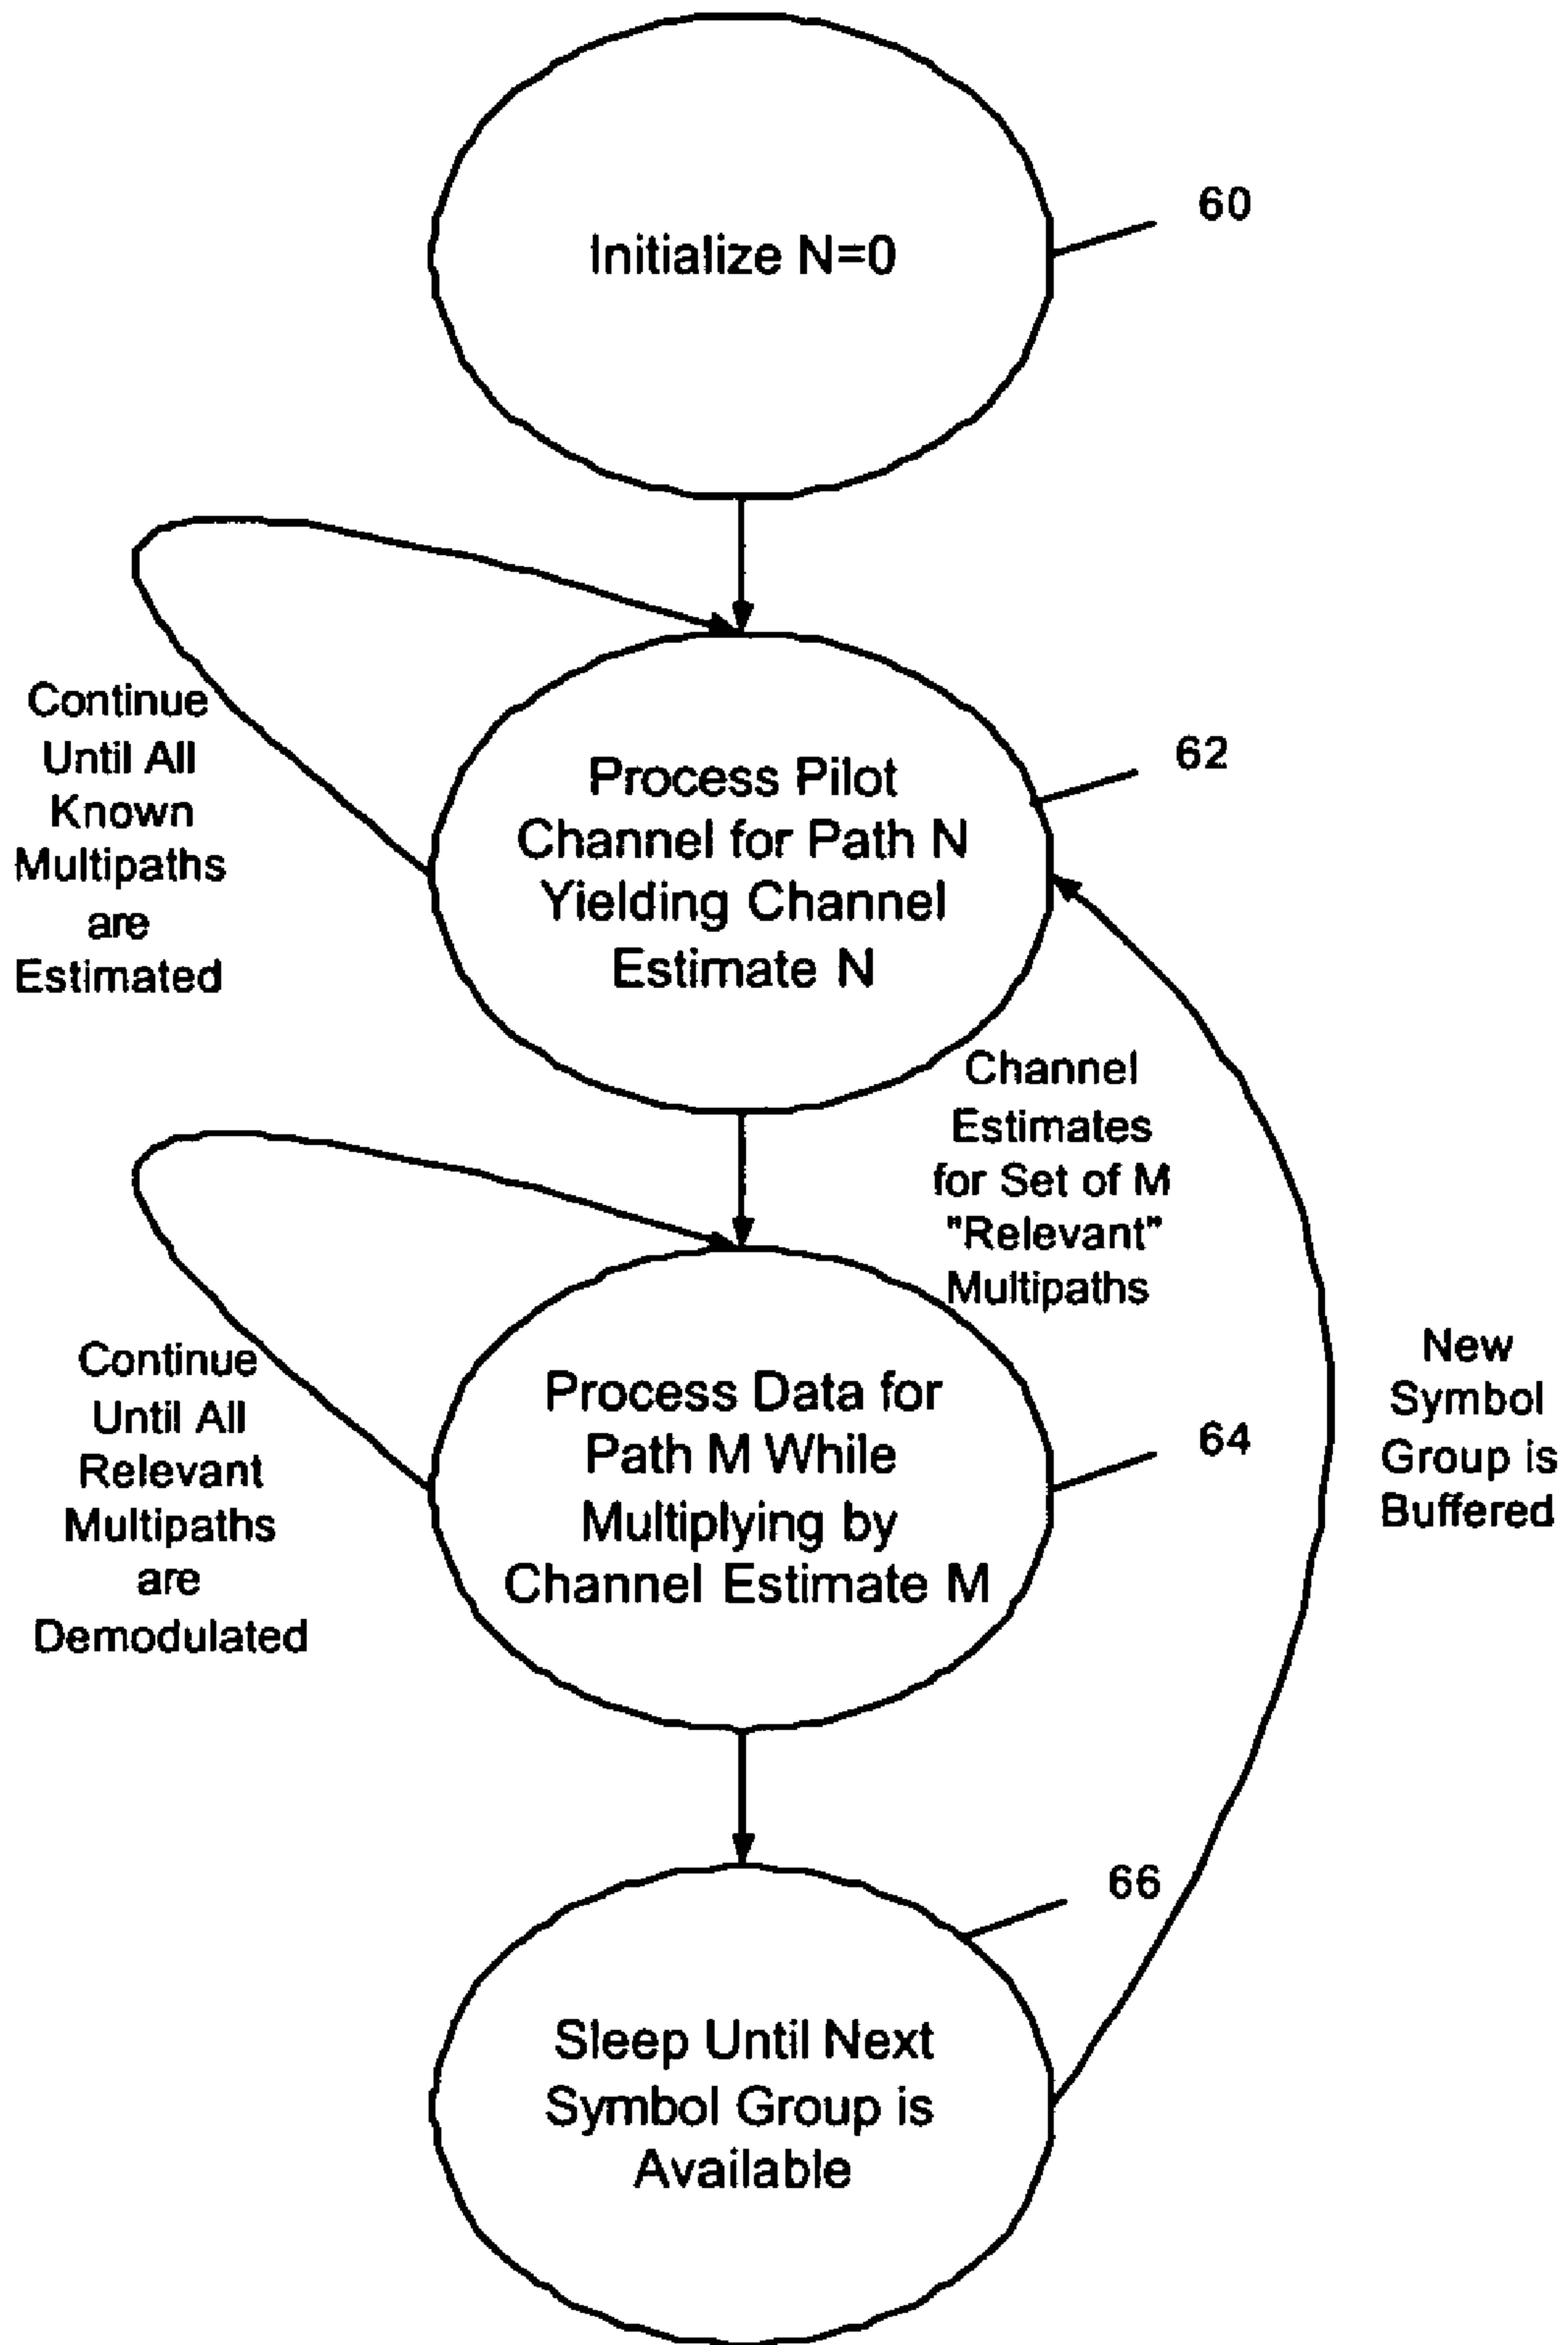 Initialize N=0
60
Continue
Until All
Known
Multipaths
are
Estimated
Process Pilot
Channel for Path N
Yielding Channel
Estimate N
62
Channel
Estimates
for Set of M
"Relevant"
Multipaths
Continue
Until All
Relevant
Multipaths
are
Demodulated
Process Data for
Path M While
Multiplying by
Channel Estimate M
64
New
Symbol
Group is
Buffered
66
Sleep Until Next
Symbol Group is
Available